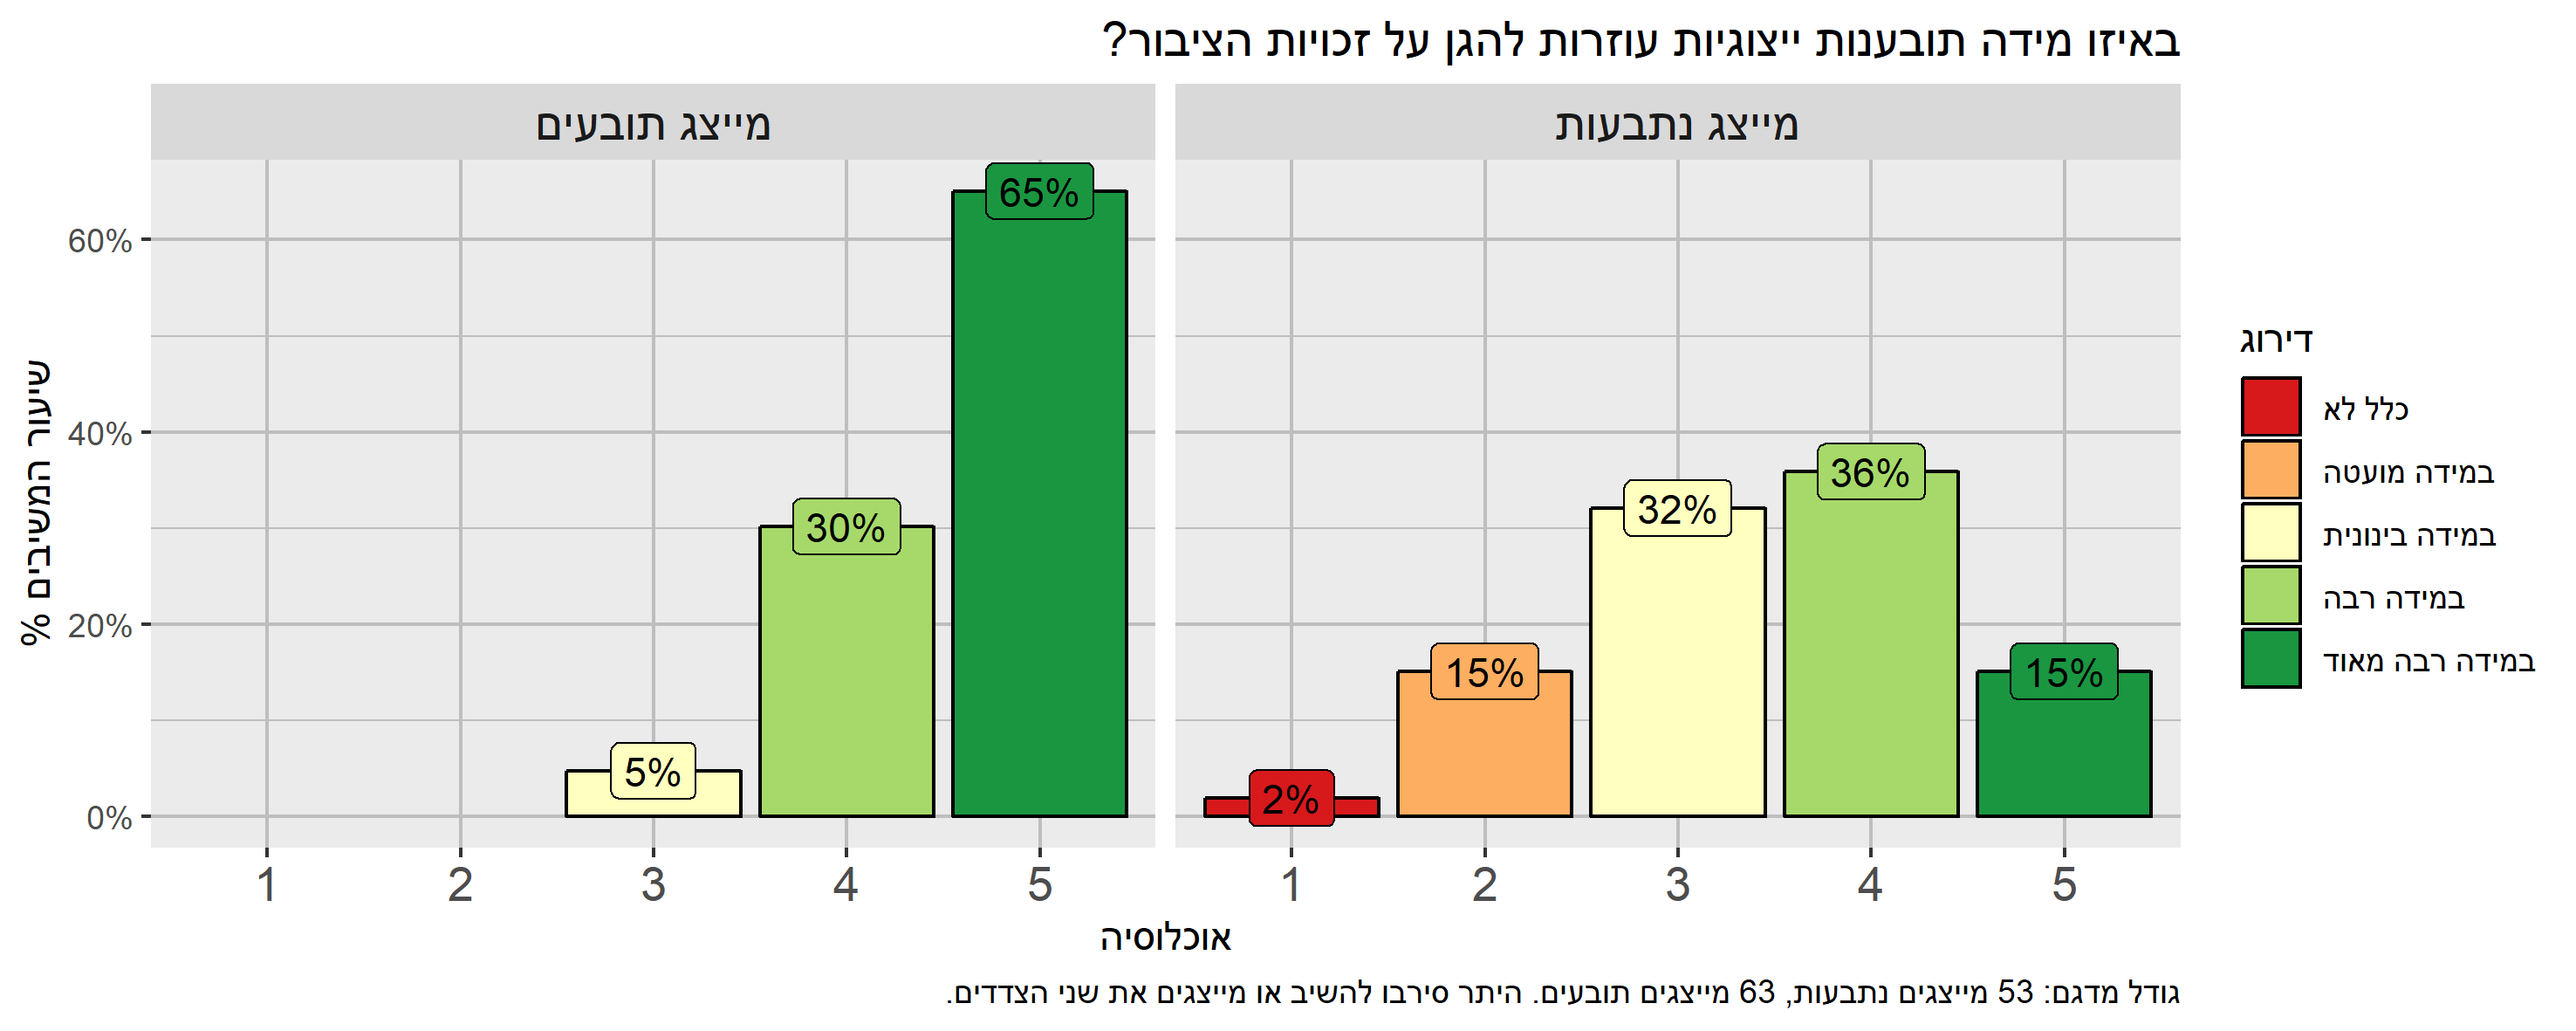 באיזו מידה תובענות ייצוגיות עוזרות להגן על זכויות הציבור?
מייצג תובעים
מייצג נתבעות
שיעור המשיבים %
60%
40%
20%
0%
5%
30%
65%
2%
15%
32%
36%
15%
1 2 3 4 5
1 2 3 4 5
אוכלוסיה
דירוג
כלל לא
במידה מועטה
במידה בינונית
במידה רבה
במידה רבה מאוד
גודל מדגם: 53 מייצגים נתבעות, 63 מייצגים תובעים. היתר סירבו להשיב או מייצגים את שני הצדדים.